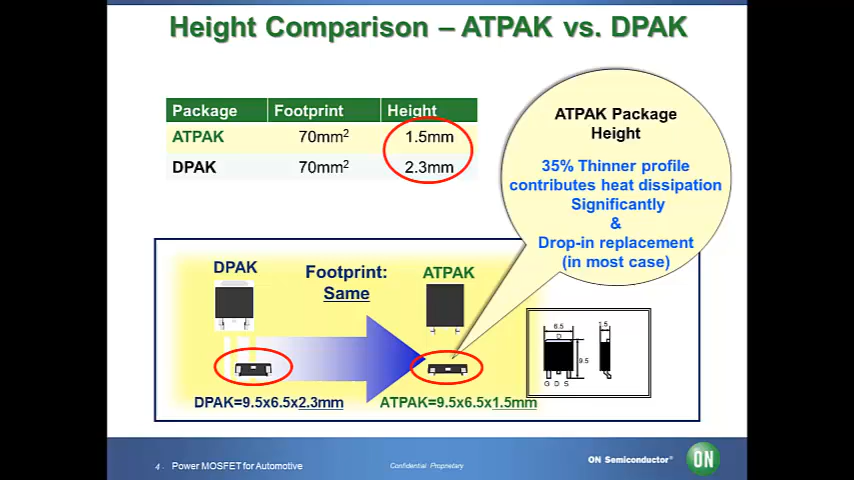 Height Comparison – ATPAK vs. DPAK
Package Footprint Height
ATPAK 70mm² 1.5mm
DPAK 70mm² 2.3mm
ATPAK Package
Height
35% Thinner profile
contributes heat dissipation
Significantly
&
Drop-in replacement
(in most case)
DPAK
Footprint:
Same
ATPAK
DPAK=9.5x6.5x2.3mm
ATPAK=9.5x6.5x1.5mm
6.5
1.5
D
9.5
G D S
4
Power MOSFET for Automotive
Confidential Proprietary
ON Semiconductor®
ON